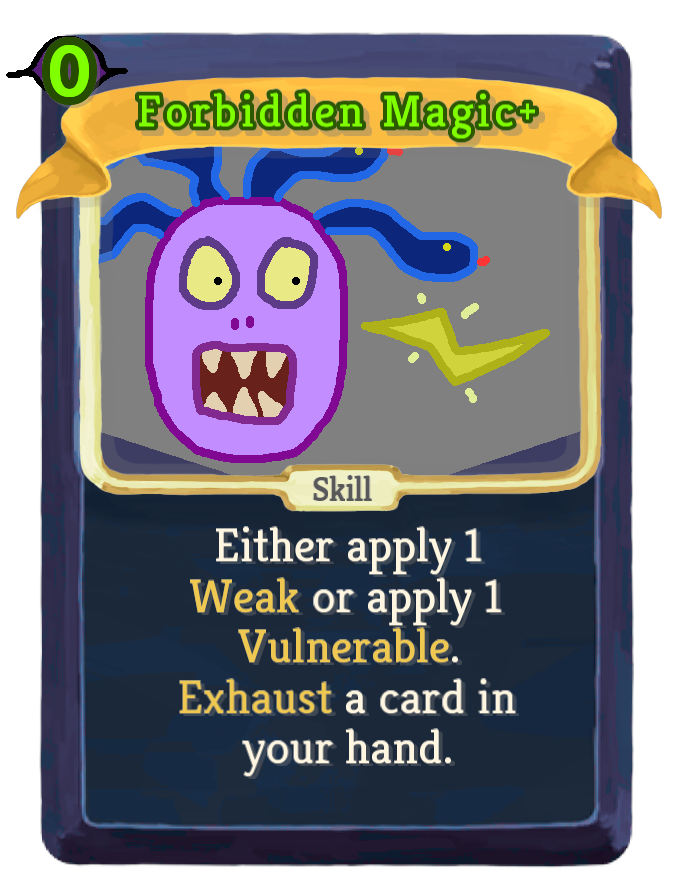 0
Forbidden Magic+
Skill
Either apply 1
Weak or apply 1
Vulnerable.
Exhaust a card in
your hand.